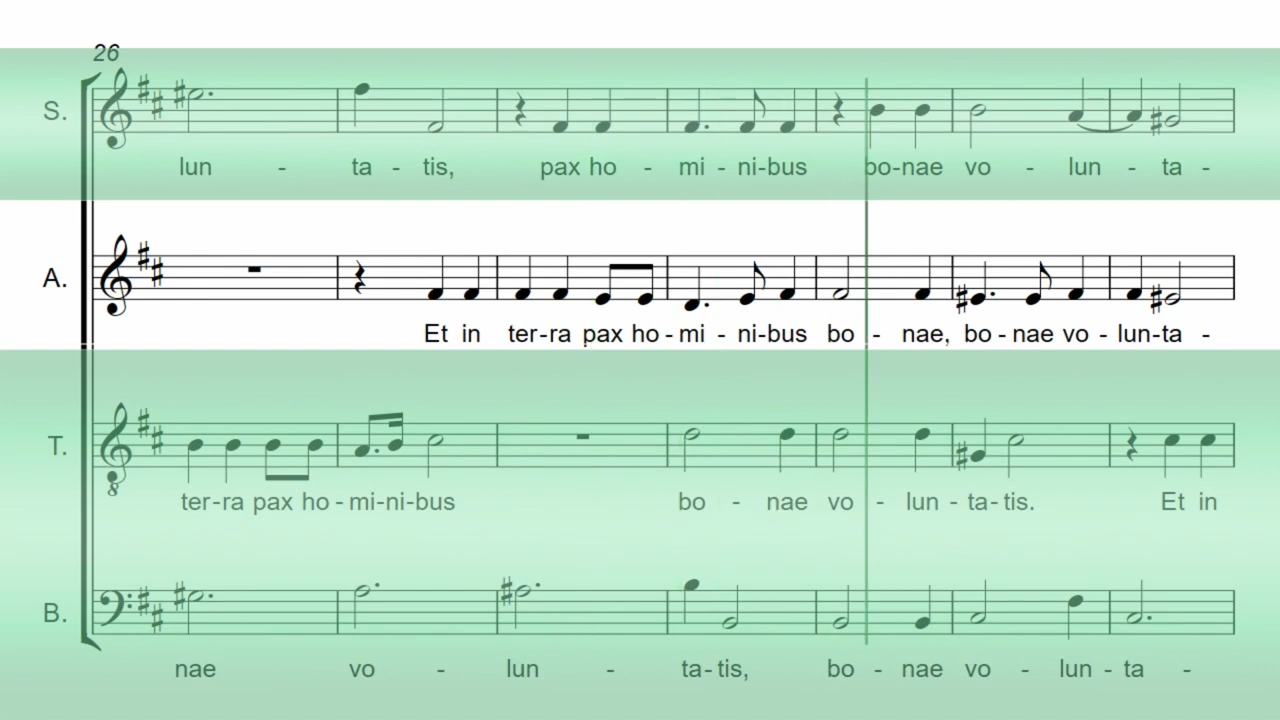 26
S.
lun - ta - tis, pax ho - mi - ni-bus bo-nae vo - lun - ta -
A.
Et in ter-ra pax ho-mi - ni-bus bo - nae, bo-nae vo - lun-ta -
T.
8
ter-ra pax ho-mi-ni-bus bo - nae vo - lun - ta-tis. Et in
B.
nae vo - lun - ta-tis, bo - nae vo - lun - ta -